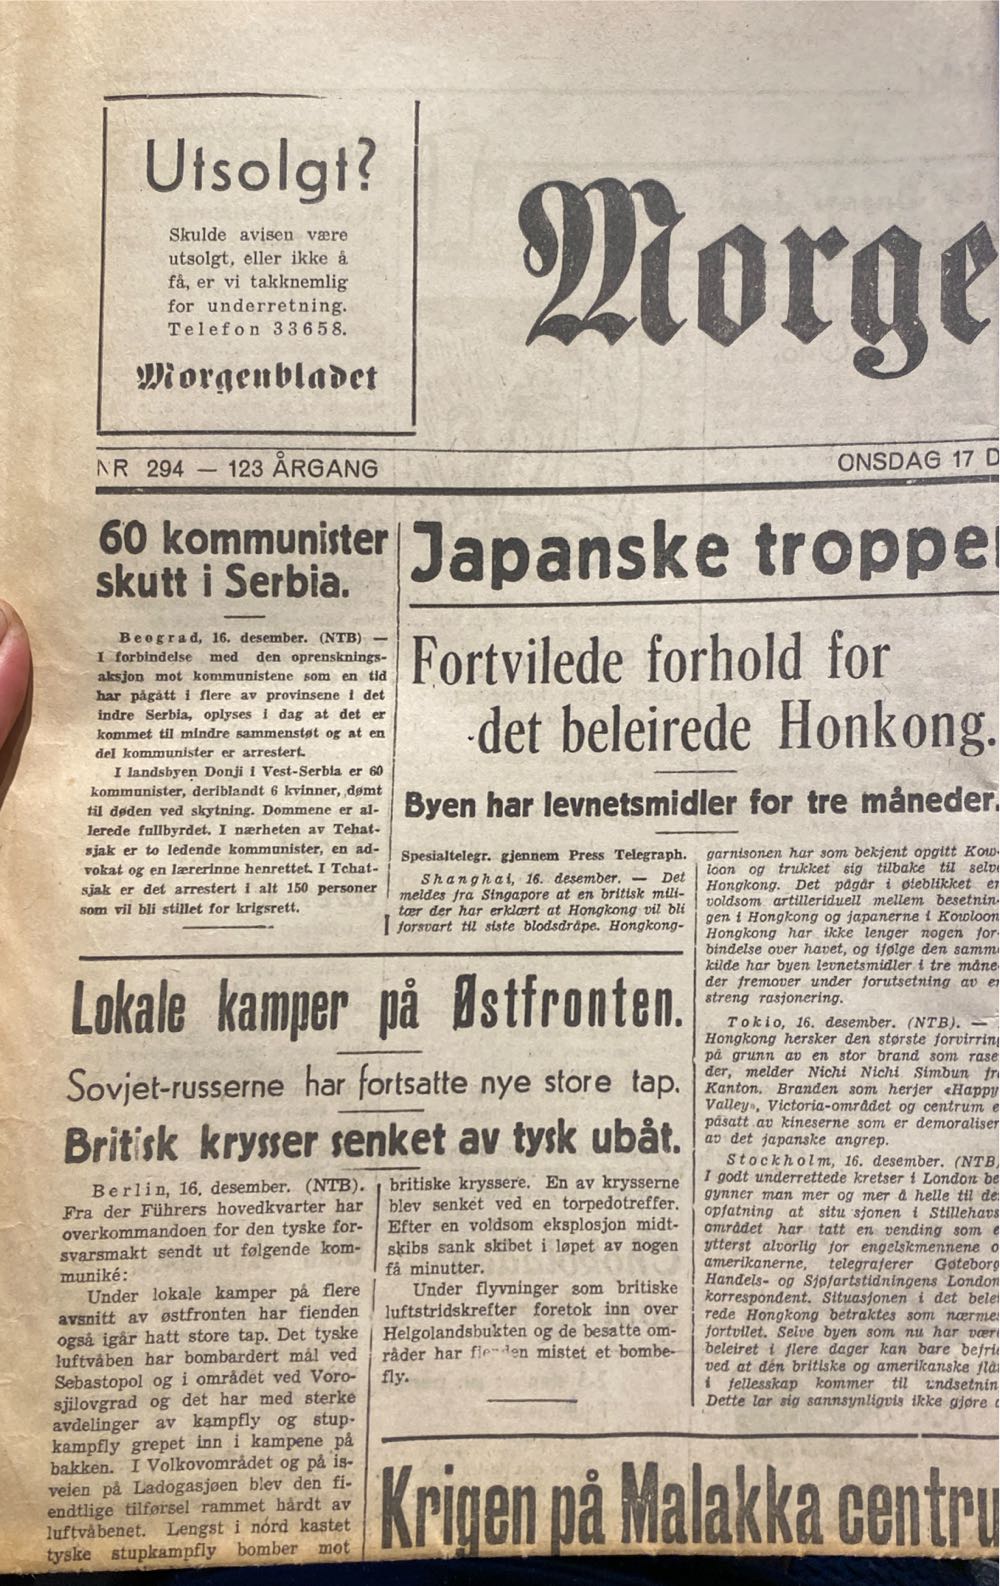 Utsolgt?
Skulde avisen være
utsolgt, eller ikke å
få, er vi takknemlig
for underretning.
Telefon 33658.
Morgenbladet
Morge
NR 294 — 123 ÅRGANG
ONSDAG 17 D
60 kommunister
skutt i Serbia.
Beograd, 16. desember. (NTB) —
I forbindelse med den oprensknings-
aksjon mot kommunistene som en tid
har pågått i flere av provinsene i det
indre Serbia, oplyses i dag at det er
kommet til mindre sammenstøt og at en
del kommunister er arrestert.
I landsbyen Donji i Vest-Serbia er 60
kommunister, deriblandt 6 kvinner, dømt
til døden ved skytning. Dommene er al-
lerede fullbyrdet. I nærheten av Tchat-
sjak er to ledende kommunister, en ad-
vokat og en lærerinne henrettet. I Tchat-
sjak er det arrestert i alt 150 personer
som vil bli stillet for krigsrett.
Japanske troppe
Fortvilede forhold for
det beleirede Honkong.
Byen har levnetsmidler for tre måneder.
Spesialtelegr. gjennem Press Telegraph.
Shanghai, 16. desember. — Det
meldes fra Singapore at en britisk mili-
tær der har erklært at Hongkong vil bli
forsvart til siste blodsdråpe. Hongkong-
garnisonen har som bekjent opgitt Kow-
loon og trukket sig tilbake til selve
Hongkong. Det pågår i øieblikket en
voldsom artilleriduell mellem besetnin-
gen i Hongkong og japanerne i Kowloon
Hongkong har ikke lenger nogen for-
bindelse over havet, og ifølge den samme
kilde har byen levnetsmidler i tre måne-
der fremover under forutsetning av en
streng rasjonering.
Tokio, 16. desember. (NTB). —
Hongkong hersker den største forvirring
på grunn av en stor brand som rase
der, melder Nichi Nichi Simbun fra
Kanton. Branden som herjer «Happy
Valley», Victoria-området og centrum e
påsatt av kineserne som er demoraliser
av det japanske angrep.
Stockholm, 16. desember. (NTB)
I godt underrettede kretser i London be
gynner man mer og mer å helle til de
opfatning at situ sjonen i Stillehavs
området har tatt en vending som e
ytterst alvorlig for engelskmennene o
amerikanerne, telegraferer Gøteborg
Handels- og Sjøfartstidningens London
korrespondent. Situasjonen i det belei
rede Hongkong betraktes som nærmes
fortvilet. Selve byen som nu har være
beleiret i flere dager kan bare befrie
ved at den britiske og amerikanske flå
i fellesskap kommer til undsetnin
Dette lar sig sannsynligvis ikke gjøre
Lokale kamper på Østfronten.
Sovjet-russerne har fortsatte nye store tap.
Britisk krysser senket av tysk ubåt.
Berlin, 16. desember. (NTB).
Fra der Führers hovedkvarter har
overkommandoen for den tyske for-
svarsmakt sendt ut følgende kom-
muniké:
Under lokale kamper på flere
avsnitt av østfronten har fienden
også igår hatt store tap. Det tyske
luftvåben har bombardert mål ved
Sebastopol og i området ved Voro-
sjilovgrad og det har med sterke
avdelinger av kampfly og stup-
kampfly grepet inn i kampene på
bakken. I Volkovområdet og på is-
veien på Ladogasjøen blev den fi-
endtlige tilførsel rammet hårdt av
luftvåbenet. Lengst i nord kastet
tyske stupkampfly bomber mot
britiske kryssere. En av krysserne
blev senket ved en torpedotreffer.
Efter en voldsom eksplosjon midt-
skibs sank skibet i løpet av nogen
få minutter.
Under flyvninger som britiske
luftstridskrefter foretok inn over
Helgolandsbukten og de besatte om-
råder har fienden mistet et bombe-
fly.
Krigen på Malakka centru